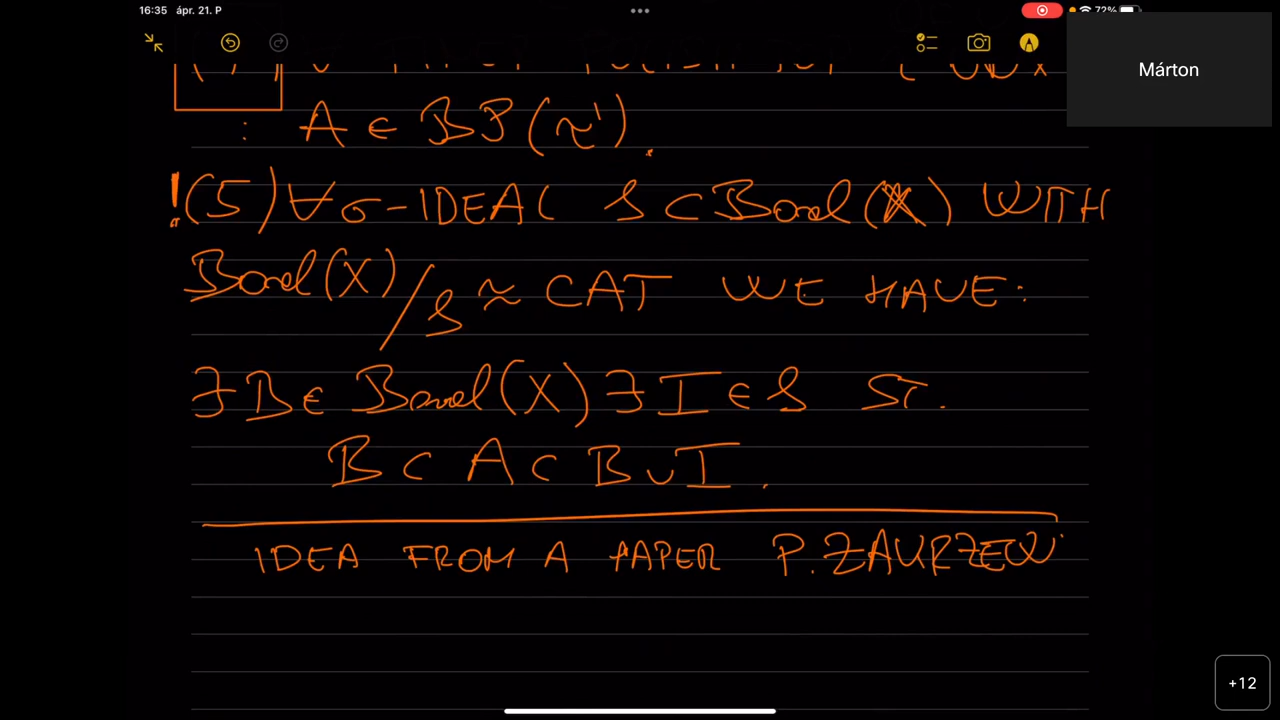 16:35 ápr. 21. P
72%
Márton
: A ∈ BP(τ').
!(5) ∀ σ-IDEAL I ⊂ Borel(X) WITH
Borel(X)/I ≈ CAT WE HAVE:
∃ B ∈ Borel(X) ∃ I ∈ I ST.
B ⊂ A ⊂ B ∪ I.
IDEA FROM A PAPER P. ZAKRZEW
+12